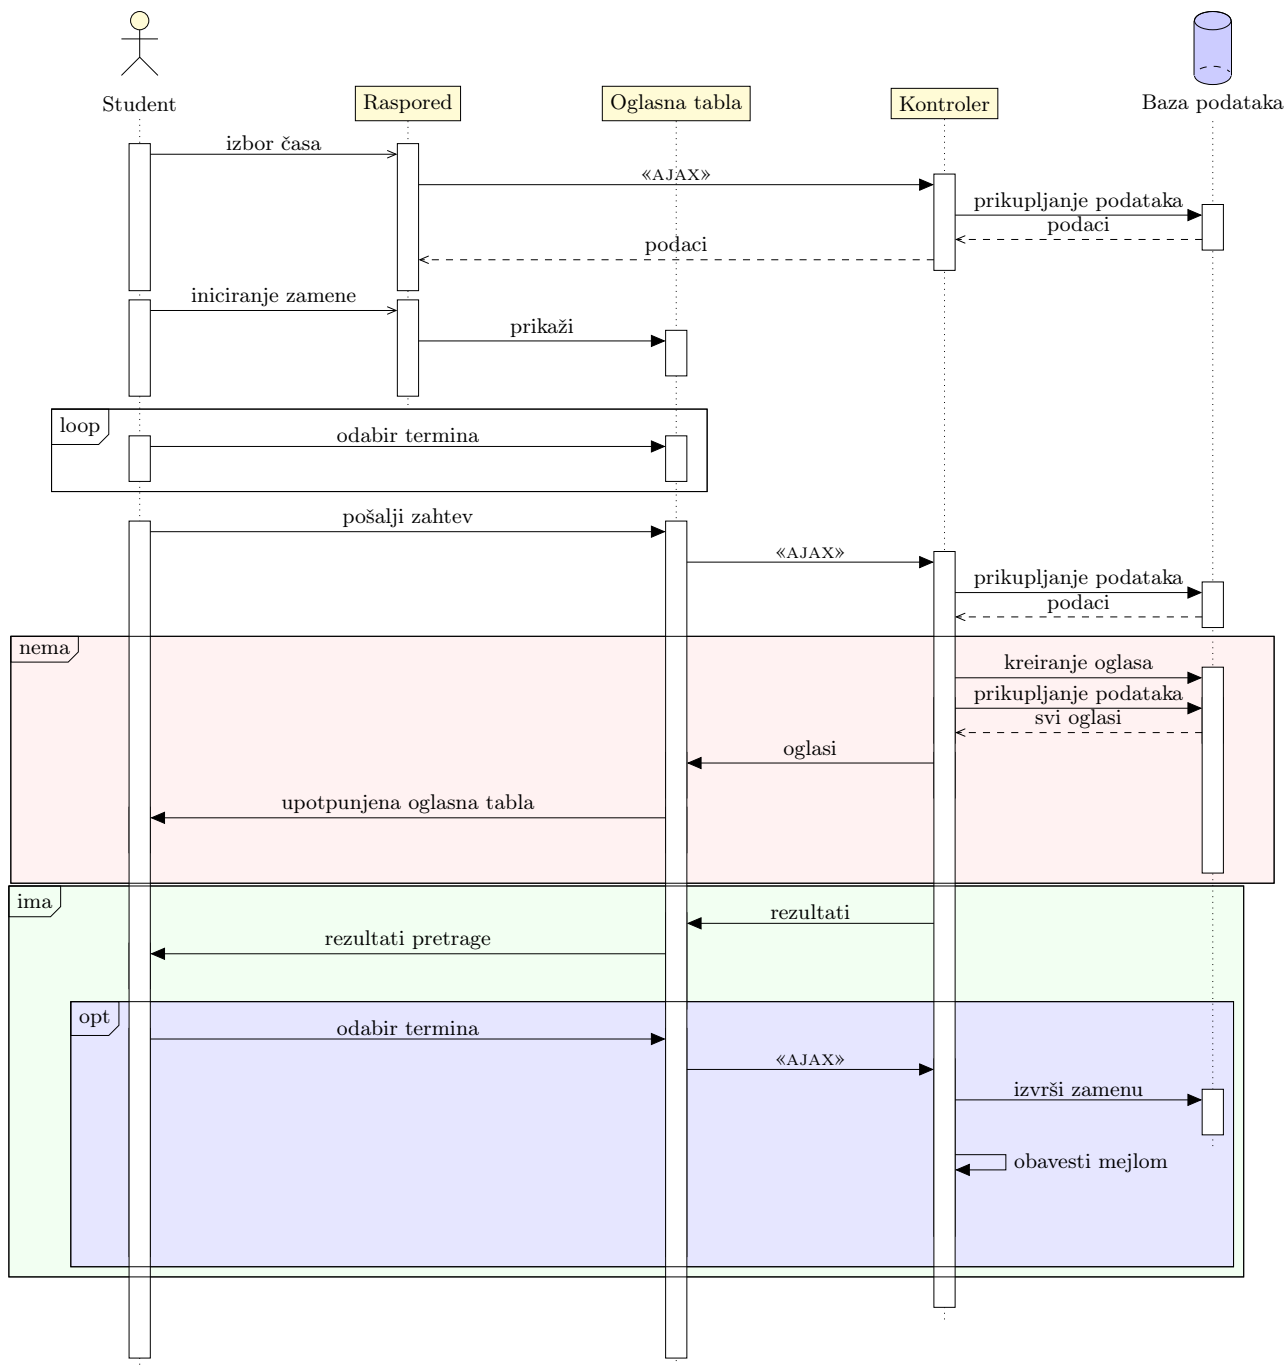 Student
Raspored
Oglasna tabla
Kontroler
Baza podataka
izbor časa
«AJAX»
prikupljanje podataka
podaci
podaci
iniciranje zamene
prikaži
loop
odabir termina
pošalji zahtev
«AJAX»
prikupljanje podataka
podaci
nema
kreiranje oglasa
prikupljanje podataka
svi oglasi
oglasi
upotpunjena oglasna tabla
ima
rezultati
rezultati pretrage
opt
odabir termina
«AJAX»
izvrši zamenu
obavesti mejlom